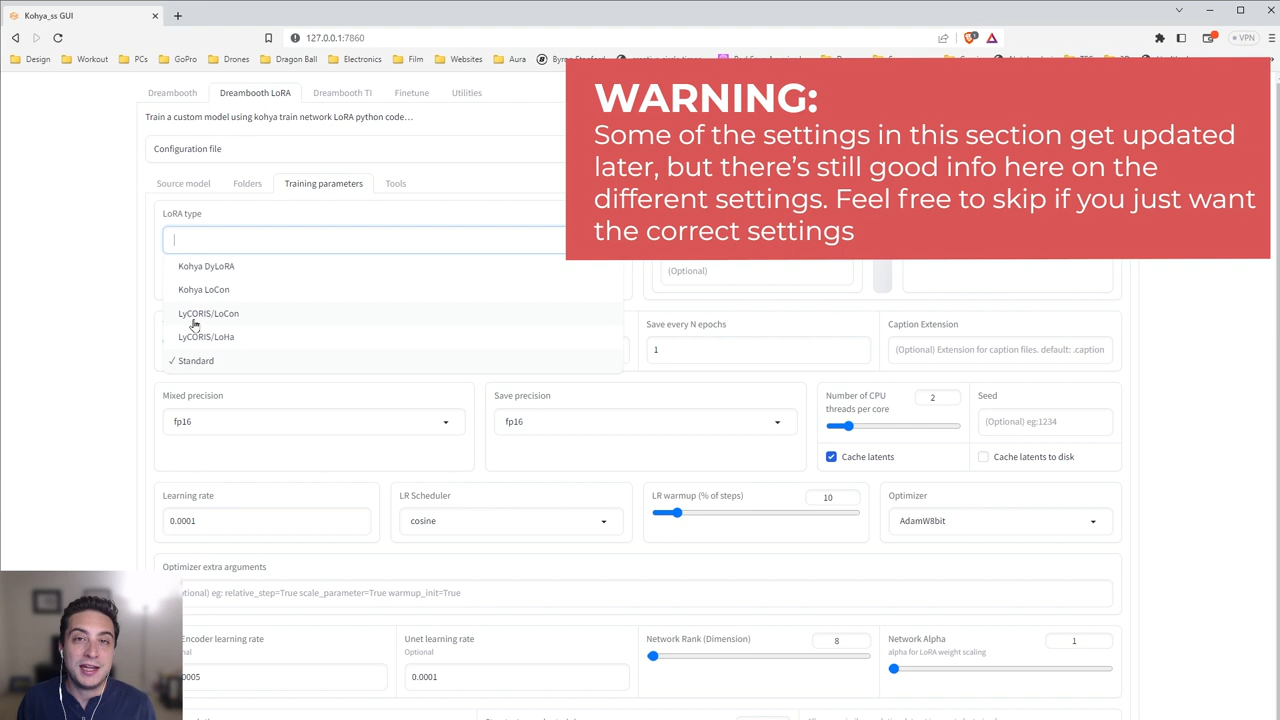 Kohya_ss GUI
127.0.0.1:7860
VPN
Design
Workout
PCs
GoPro
Drones
Dragon Ball
Electronics
Film
Websites
Aura
Dreambooth
Dreambooth LoRA
Dreambooth TI
Finetune
Utilities
Train a custom model using kohya train network LoRA python code…
Configuration file
WARNING:
Some of the settings in this section get updated
later, but there's still good info here on the
different settings. Feel free to skip if you just want
the correct settings
Source model
Folders
Training parameters
Tools
LoRA type
Kohya DyLoRA
Kohya LoCon
LyCORIS/LoCon
LyCORIS/LoHa
✓ Standard
(Optional)
Save every N epochs
1
Caption Extension
(Optional) Extension for caption files. default: .caption
Mixed precision
fp16
Save precision
fp16
Number of CPU
threads per core
2
Seed
(Optional) eg:1234
Cache latents
Cache latents to disk
Learning rate
0.0001
LR Scheduler
cosine
LR warmup (% of steps)
10
Optimizer
AdamW8bit
Optimizer extra arguments
tional) eg: relative_step=True scale_parameter=True warmup_init=True
Encoder learning rate
nal
0005
Unet learning rate
Optional
0.0001
Network Rank (Dimension)
8
Network Alpha
alpha for LoRA weight scaling
1